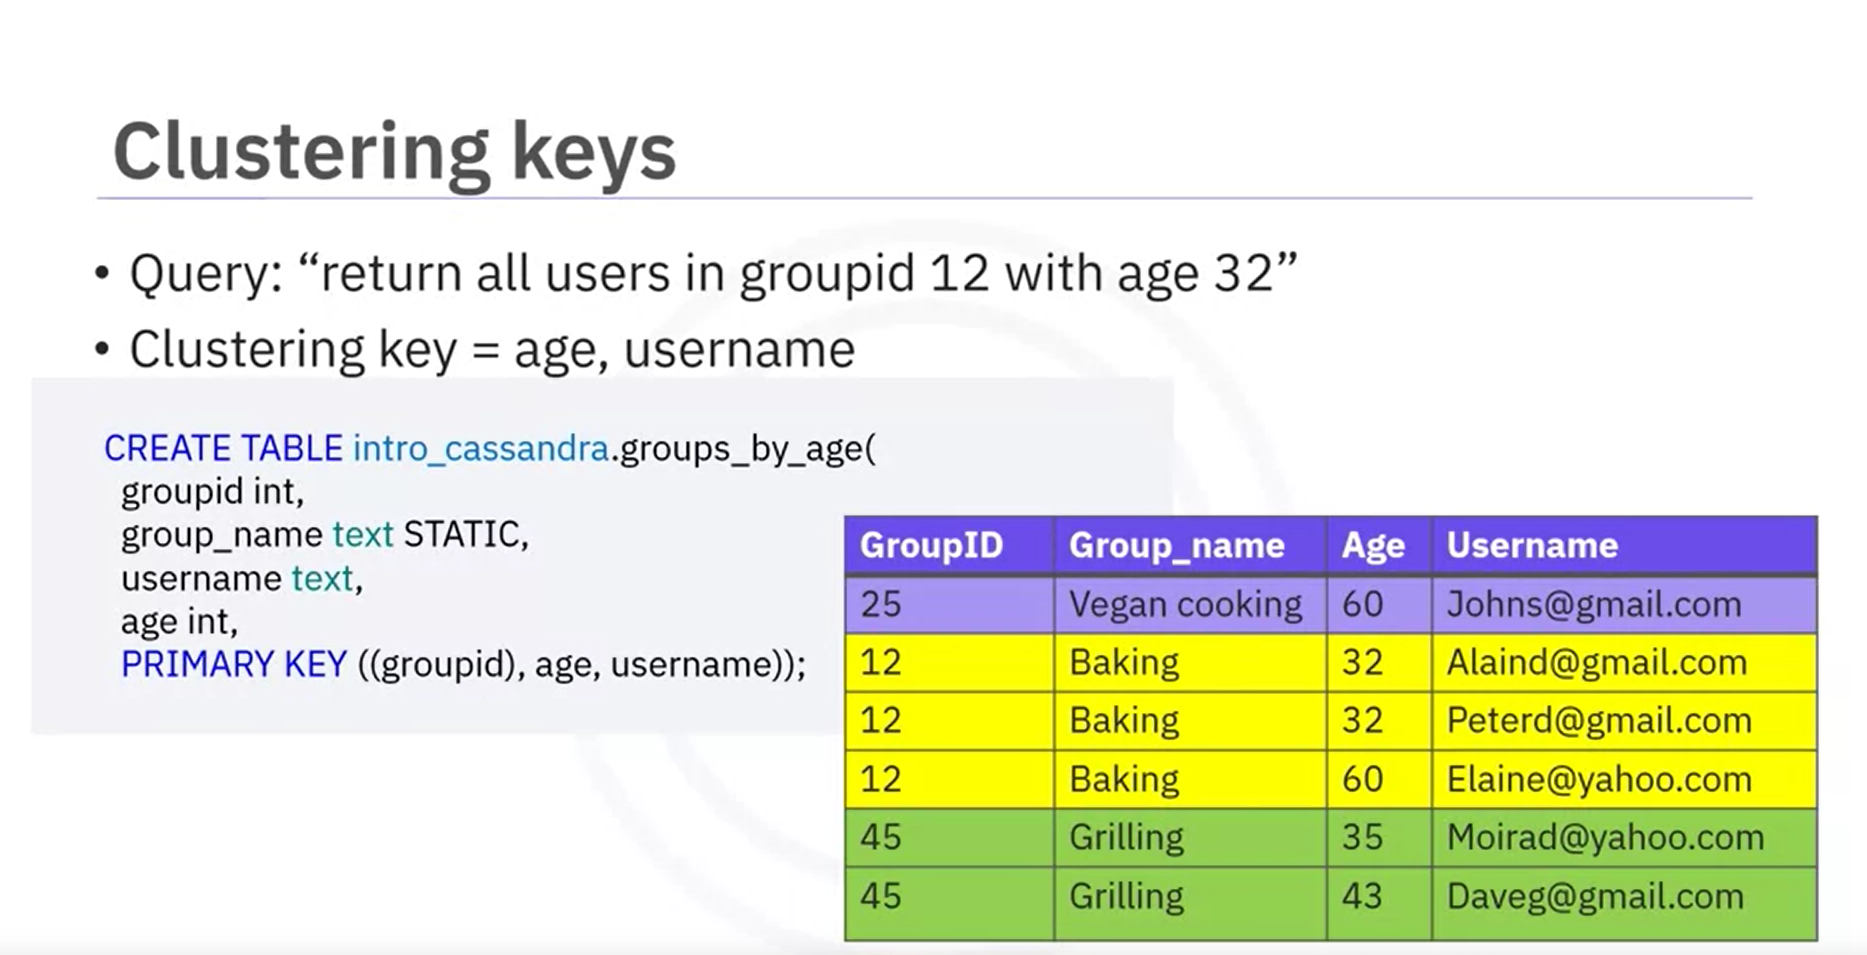 Clustering keys
• Query: “return all users in groupid 12 with age 32”
• Clustering key = age, username
CREATE TABLE intro_cassandra.groups_by_age(
groupid int,
group_name text STATIC,
username text,
age int,
PRIMARY KEY ((groupid), age, username));
GroupID Group_name Age Username
25 Vegan cooking 60 Johns@gmail.com
12 Baking 32 Alaind@gmail.com
12 Baking 32 Peterd@gmail.com
12 Baking 60 Elaine@yahoo.com
45 Grilling 35 Moirad@yahoo.com
45 Grilling 43 Daveg@gmail.com